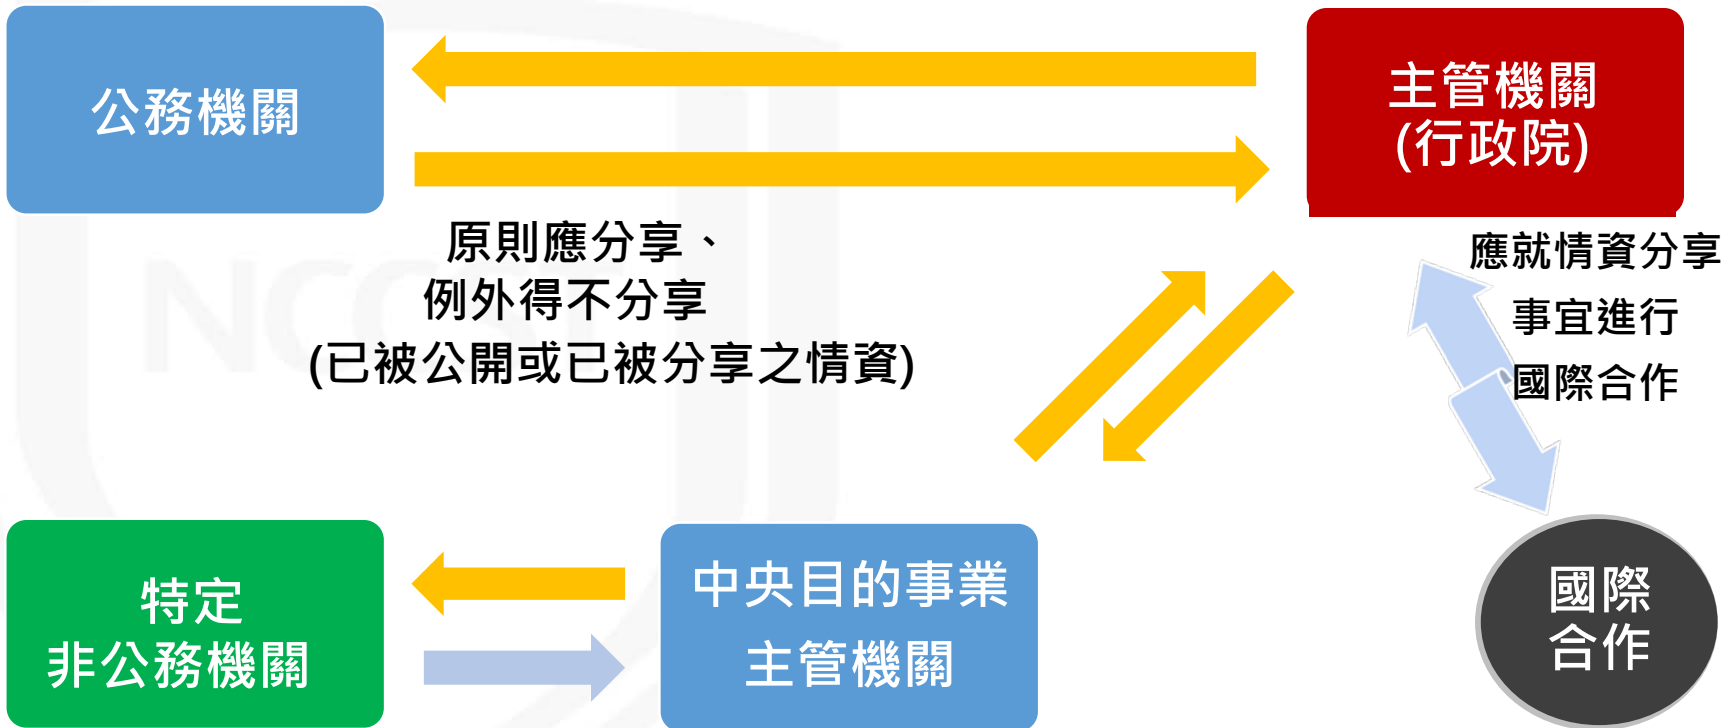 公務機關
主管機關
(行政院)
原則應分享、
例外得不分享
(已被公開或已被分享之情資)
應就情資分享
事宜進行
國際合作
特定
非公務機關
中央目的事業
主管機關
國際
合作
NCCST